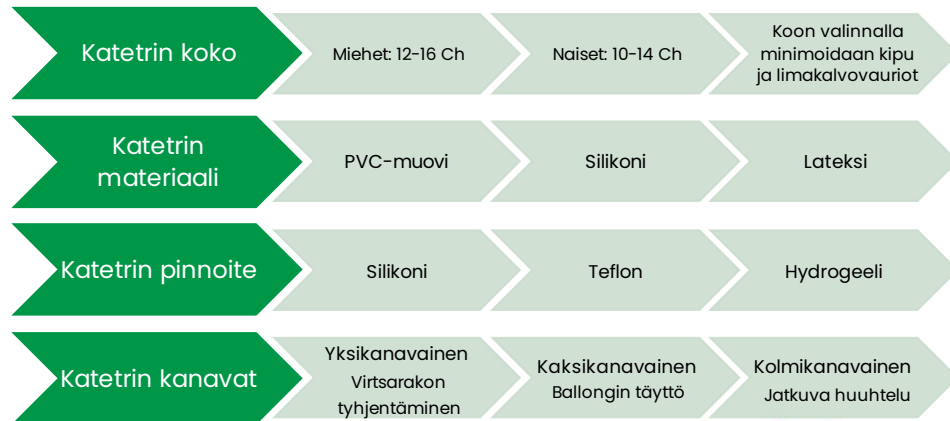 Katetrin koko
Miehet: 12-16 Ch
Naiset: 10-14 Ch
Koon valinnalla
minimoidaan kipu
ja limakalvovauriot
Katetrin
materiaali
PVC-muovi
Silikoni
Lateksi
Katetrin pinnoite
Silikoni
Teflon
Hydrogeeli
Katetrin kanavat
Yksikanavainen
Virtsarakon
tyhjentäminen
Kaksikanavainen
Ballongin täyttö
Kolmikanavainen
Jatkuva huuhtelu